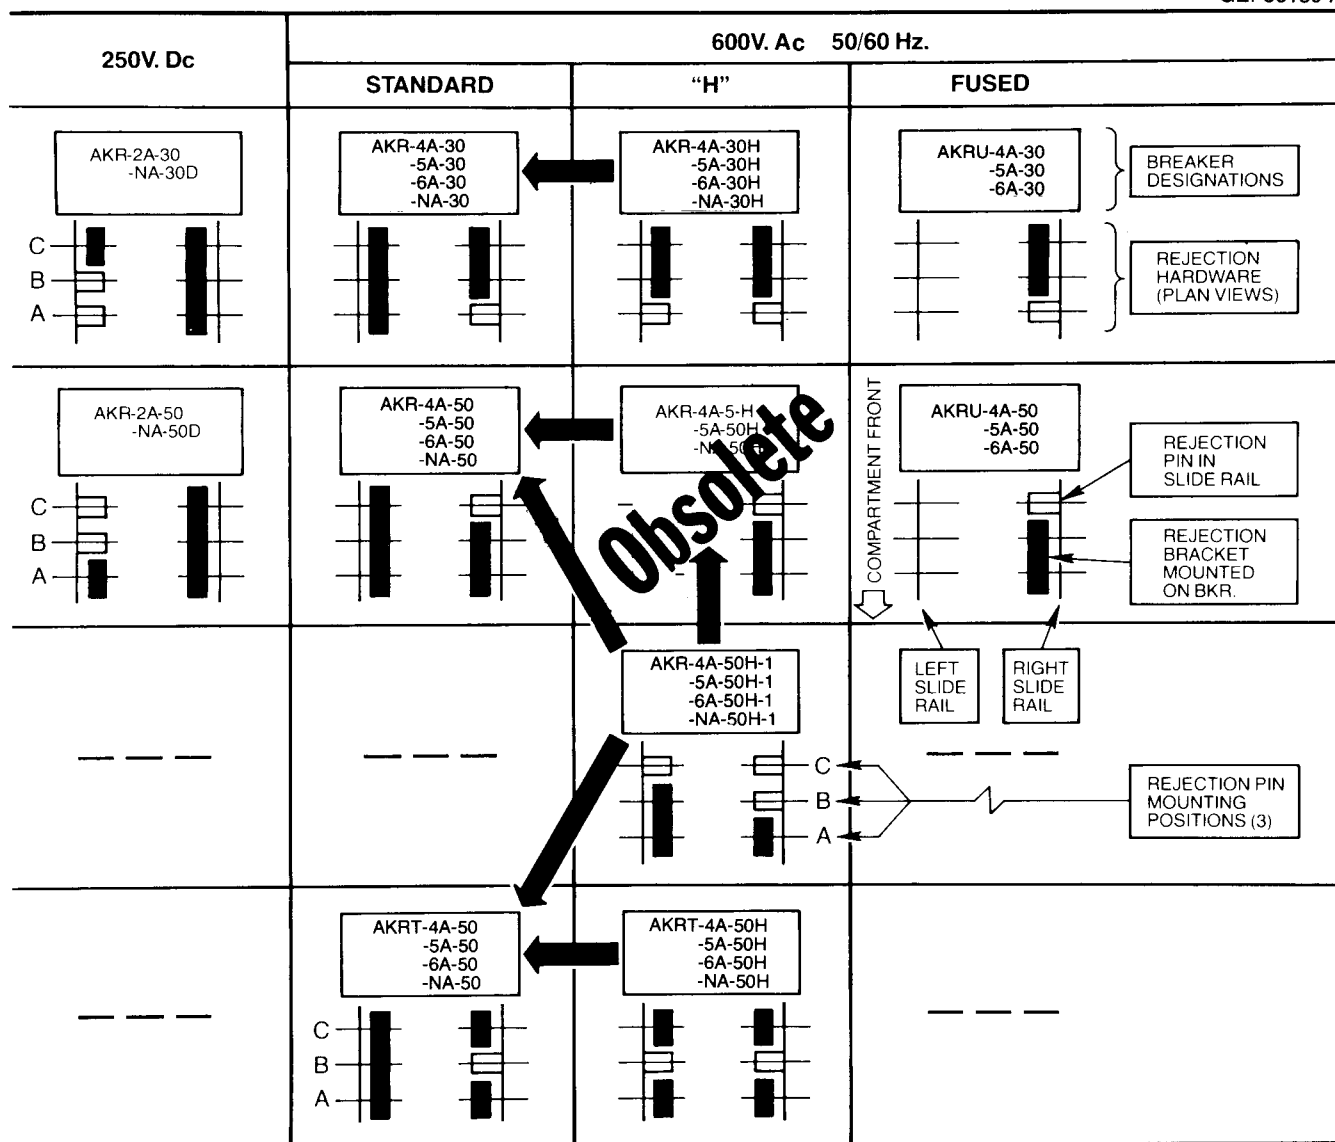 250V. Dc
600V. Ac 50/60 Hz.
STANDARD
"H"
FUSED
AKR-2A-30
-NA-30D
AKR-4A-30
-5A-30
-6A-30
-NA-30
AKR-4A-30H
-5A-30H
-6A-30H
-NA-30H
AKRU-4A-30
-5A-30
-6A-30
BREAKER
DESIGNATIONS
C
B
A
REJECTION
HARDWARE
(PLAN VIEWS)
AKR-2A-50
-NA-50D
AKR-4A-50
-5A-50
-6A-50
-NA-50
AKR-4A-5-H
-5A-50H
-NA-50H
Obsolete
COMPARTMENT FRONT
AKRU-4A-50
-5A-50
-6A-50
REJECTION
PIN IN
SLIDE RAIL
C
B
A
REJECTION
BRACKET
MOUNTED
ON BKR.
AKR-4A-50H-1
-5A-50H-1
-6A-50H-1
-NA-50H-1
LEFT
SLIDE
RAIL
RIGHT
SLIDE
RAIL
C
B
A
REJECTION PIN
MOUNTING
POSITIONS (3)
AKRT-4A-50
-5A-50
-6A-50
-NA-50
AKRT-4A-50H
-5A-50H
-6A-50H
-NA-50H
C
B
A